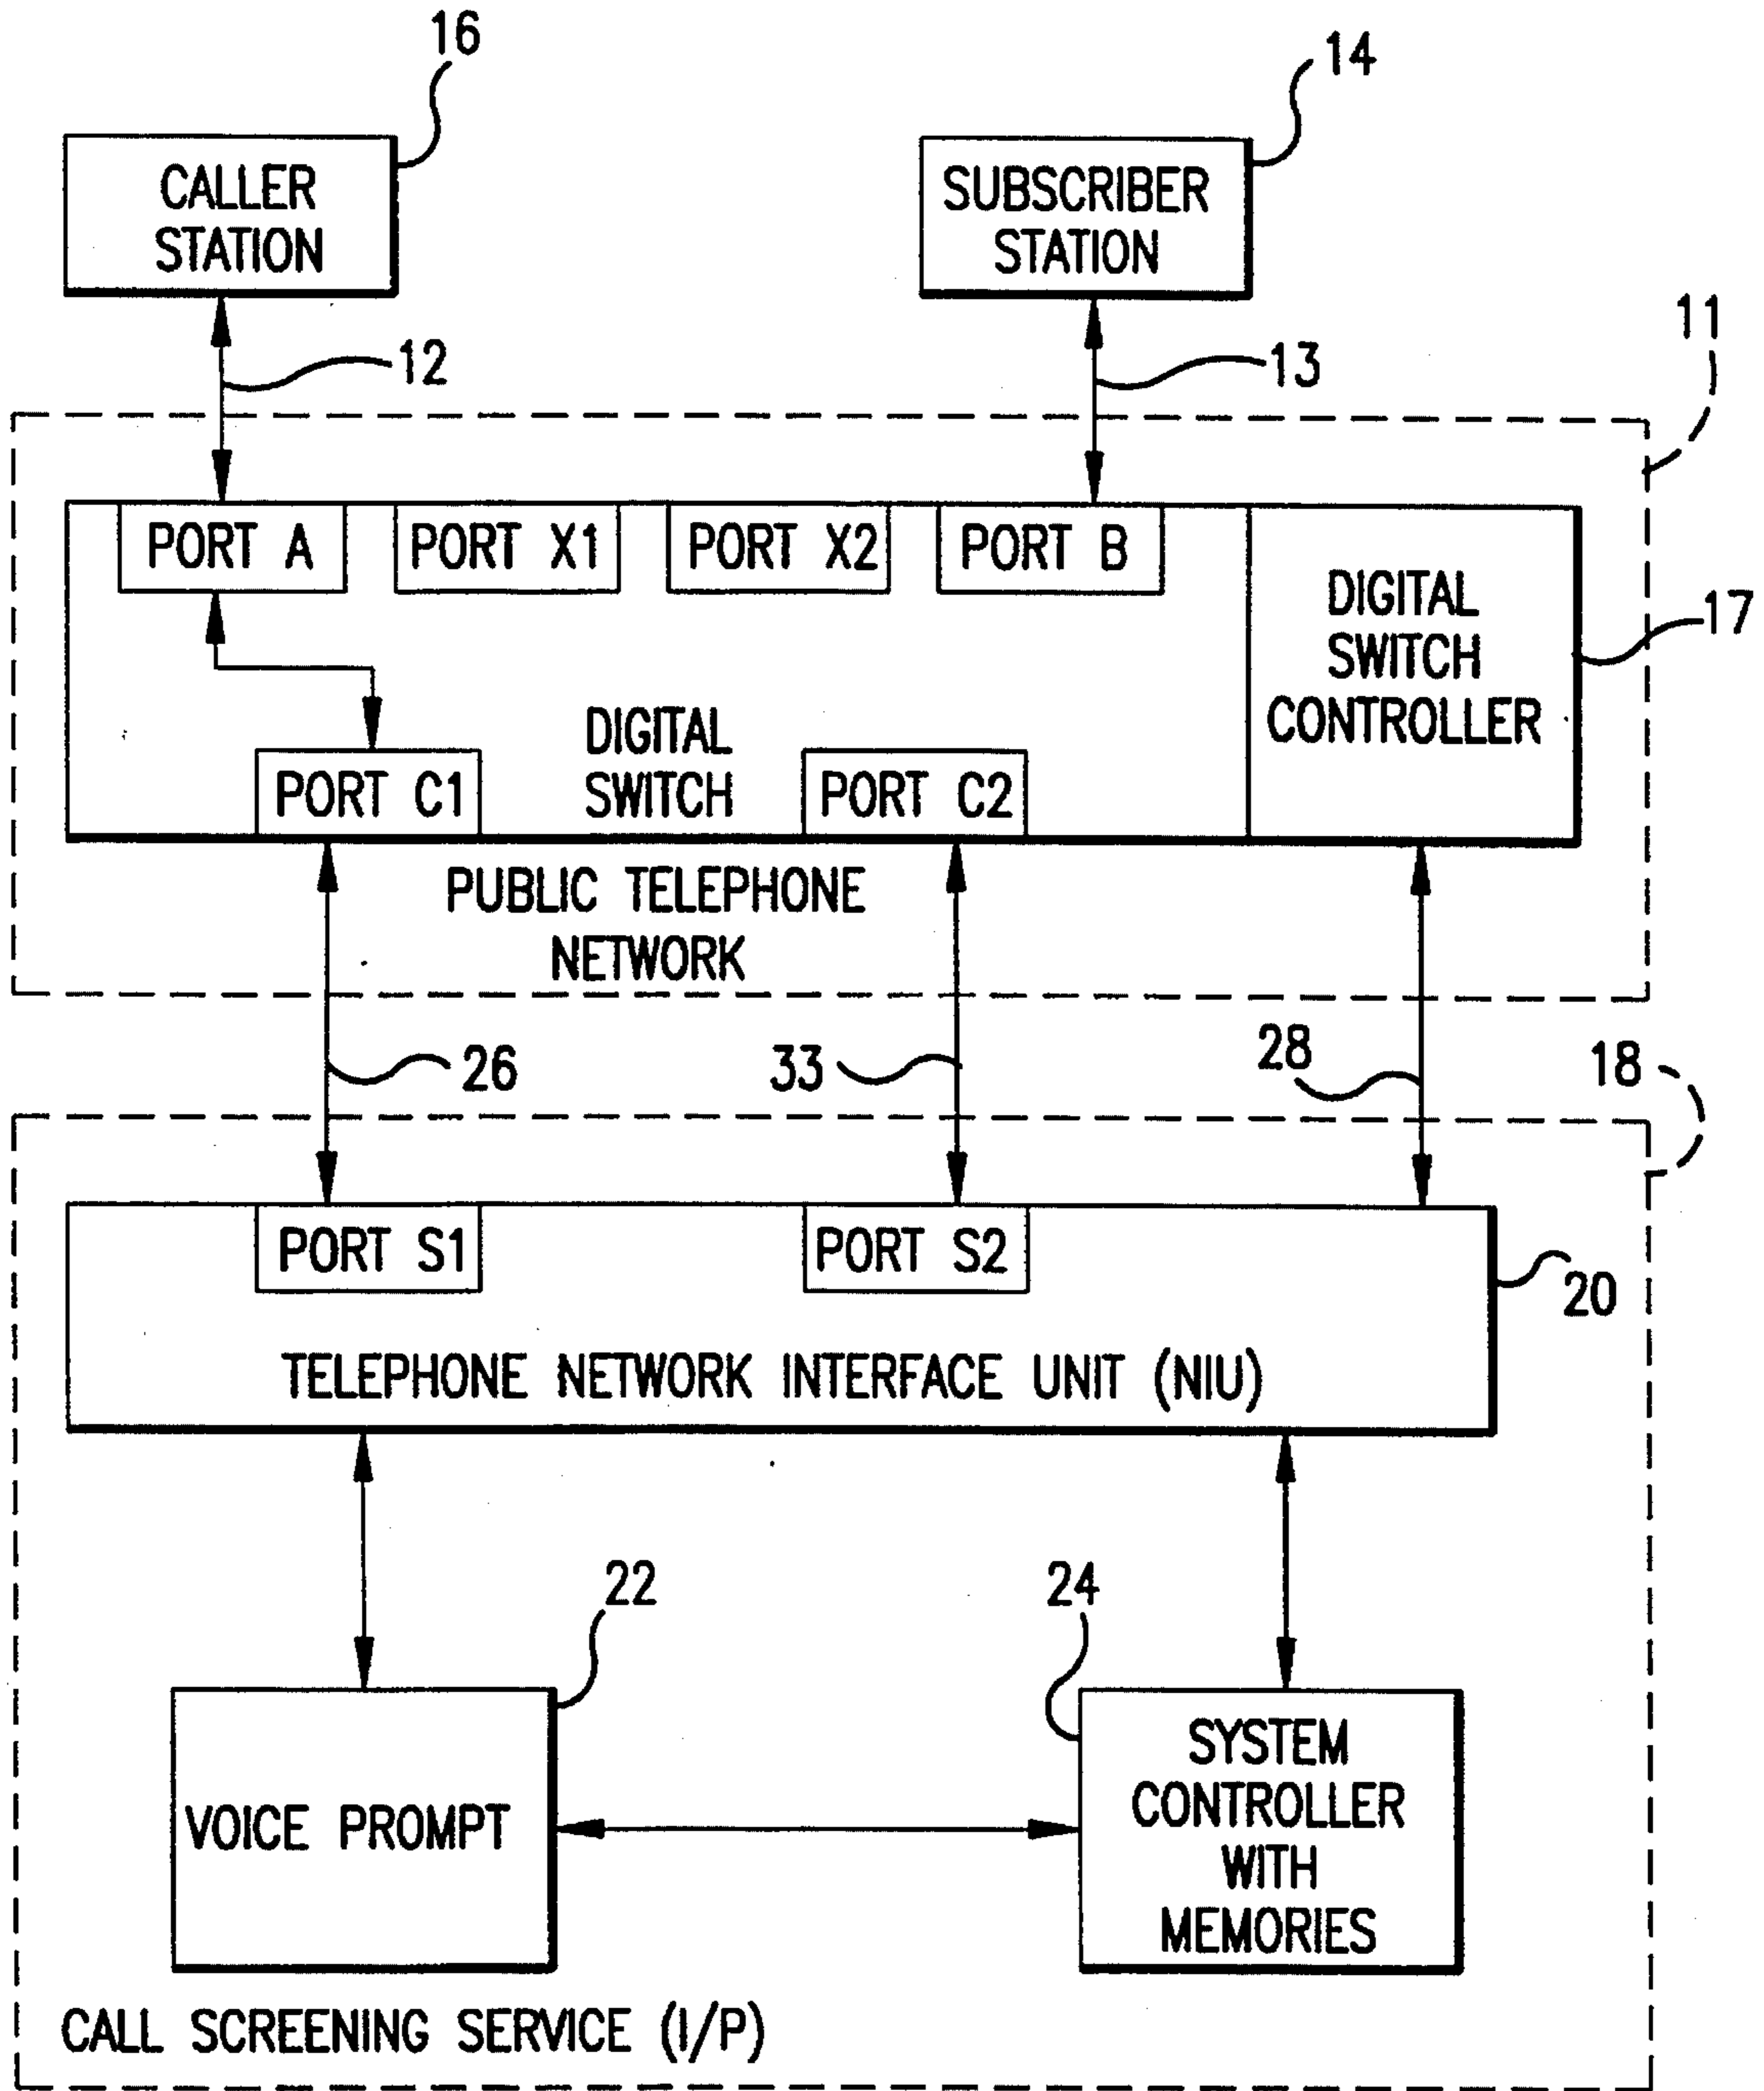 16
14
CALLER
STATION
SUBSCRIBER
STATION
11
12
13
PORT A
PORT X1
PORT X2
PORT B
DIGITAL
SWITCH
CONTROLLER
17
DIGITAL
SWITCH
PORT C1
PORT C2
PUBLIC TELEPHONE
NETWORK
26
33
28
18
PORT S1
PORT S2
20
TELEPHONE NETWORK INTERFACE UNIT (NIU)
22
24
VOICE PROMPT
SYSTEM
CONTROLLER
WITH
MEMORIES
CALL SCREENING SERVICE (I/P)